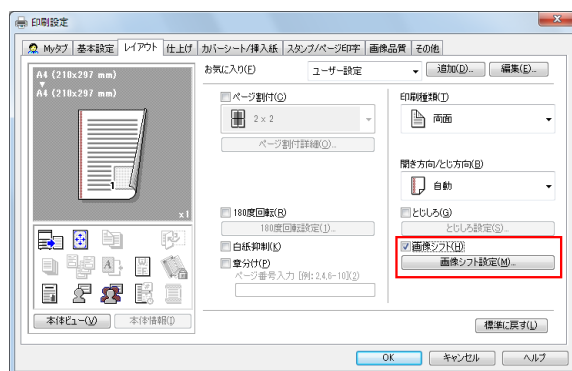 印刷設定
Myタブ 基本設定 レイアウト 仕上げ カバーシート/挿入紙 スタンプ/ページ印字 画像品質 その他
A4 (210x297 mm)
A4 (210x297 mm)
1
x1
本体ビュー(V) 本体情報(I)
お気に入り(F) ユーザー設定 追加(D)... 編集(E)...
ページ割付(C)
2 x 2
ページ割付詳細(O)...
180度回転(R)
180度回転設定(J)...
白紙抑制(K)
章分け(P)
ページ番号入力 [例: 2,4,6-10](2)
印刷種類(T)
両面
開き方向/とじ方向(B)
自動
とじしろ(G)
とじしろ設定(S)...
画像シフト(H)
画像シフト設定(M)...
標準に戻す(L)
OK キャンセル ヘルプ